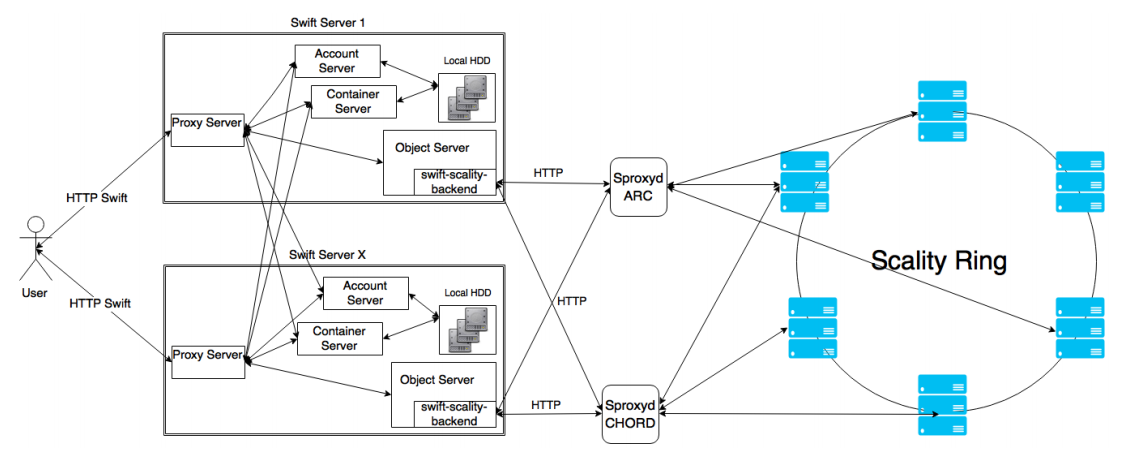 Swift Server 1
Account
Server
Local HDD
Container
Server
Proxy Server
Object Server
swift-scality-
backend
HTTP
Sproxyd
ARC
HTTP Swift
User
HTTP Swift
Swift Server X
Account
Server
Local HDD
Container
Server
Proxy Server
Object Server
swift-scality-
backend
HTTP
HTTP
Sproxyd
CHORD
Scality Ring